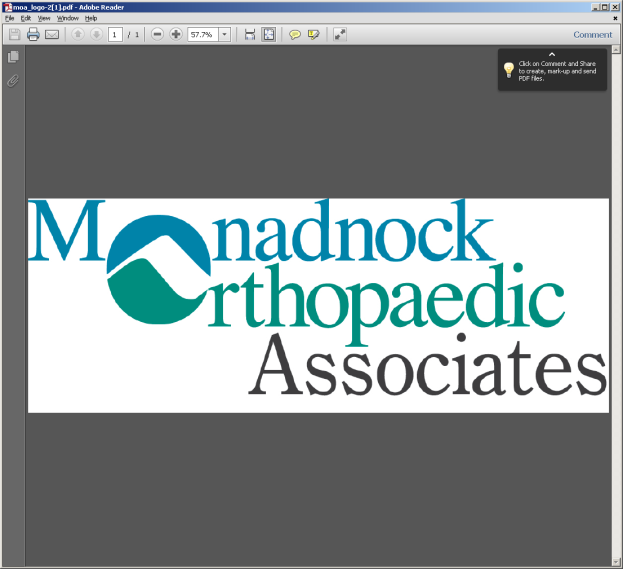 moa_logo-2[1].pdf - Adobe Reader
File Edit View Window Help
1 / 1 57.7% Comment
Click on Comment and Share
to create, mark-up and send
PDF files.
Monadnock
Orthopaedic
Associates